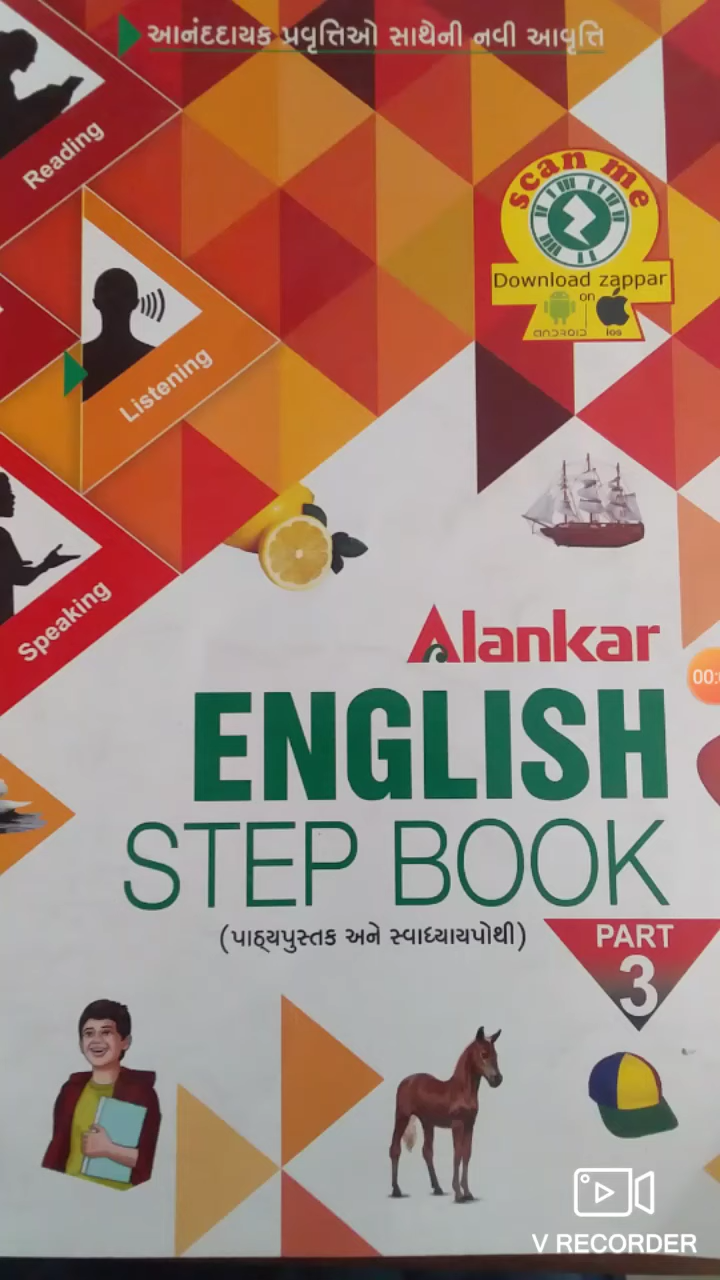 આનંદદાયક પ્રવૃત્તિઓ સાથેની નવી આવૃત્તિ
Reading
scan me
Download zappar
on
ANDROID
ios
Listening
Speaking
Alankar
ENGLISH
STEP BOOK
(પાઠ્યપુસ્તક અને સ્વાધ્યાયપોથી)
PART
3
V RECORDER